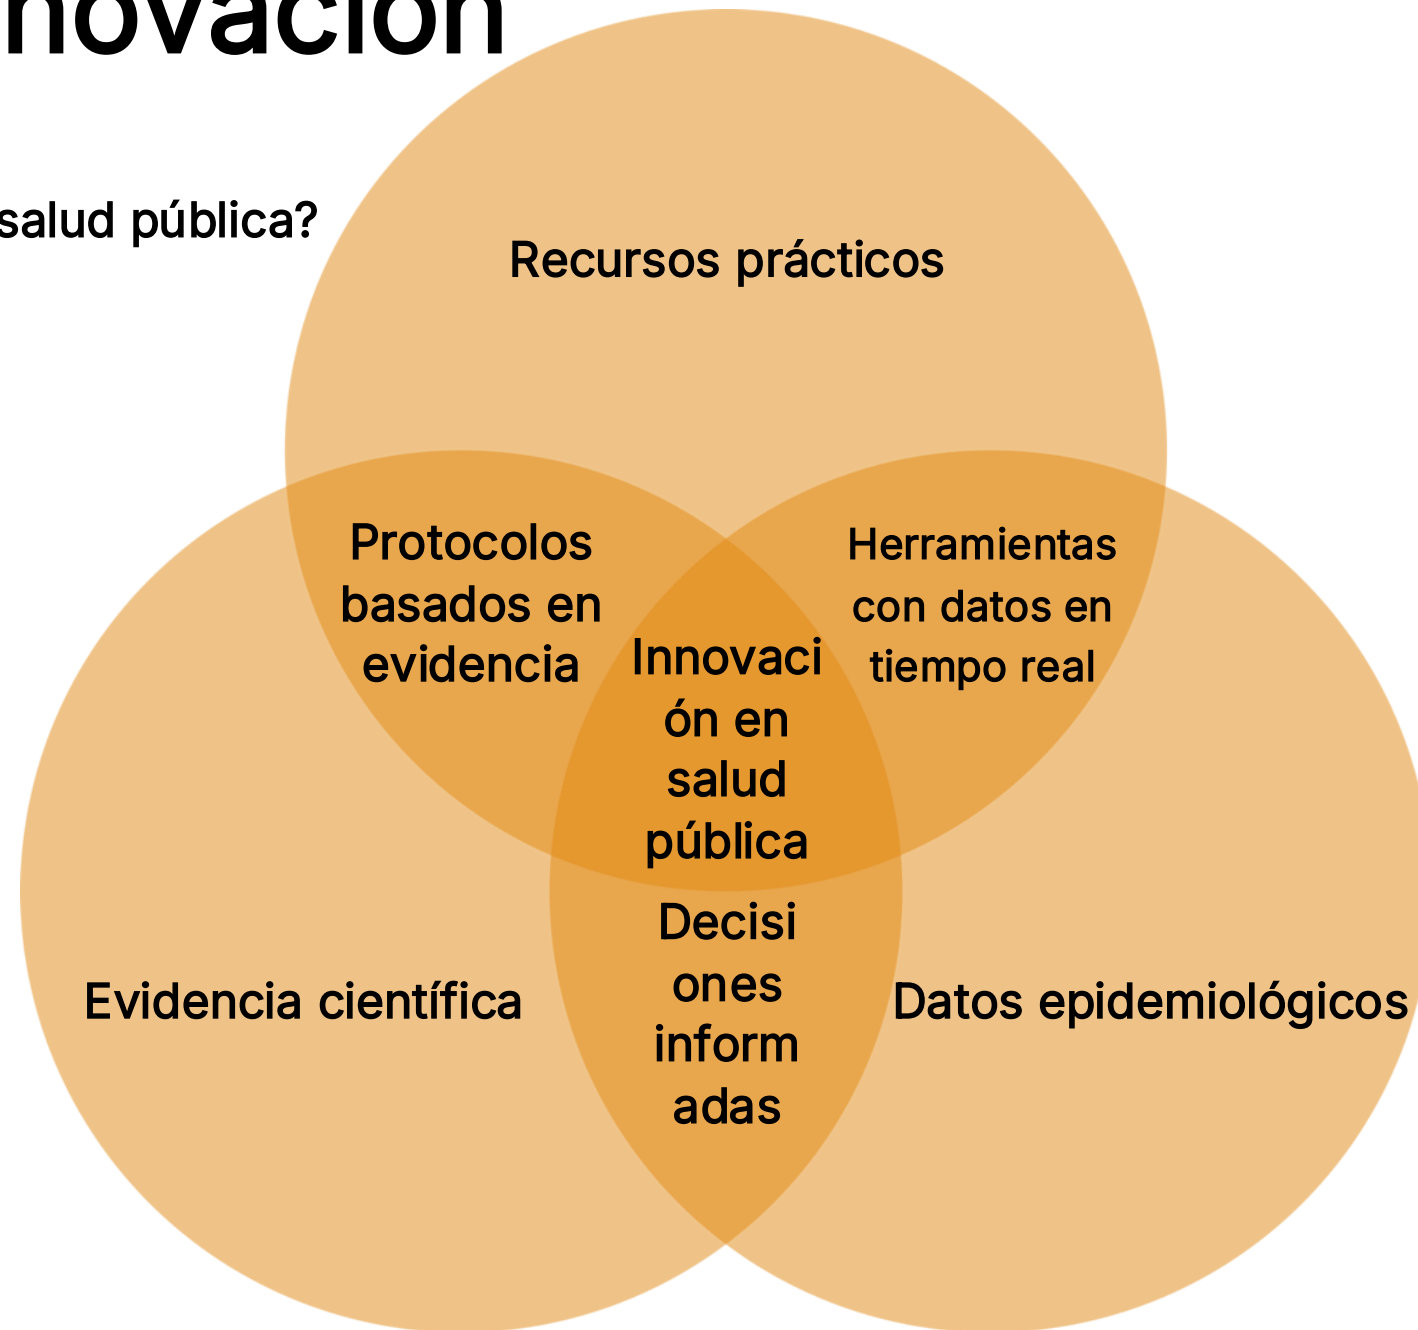 novación
salud pública?
Recursos prácticos
Protocolos
basados en
evidencia
Herramientas
con datos en
tiempo real
Innovaci
ón en
salud
pública
Decisi
ones
inform
adas
Evidencia científica
Datos epidemiológicos